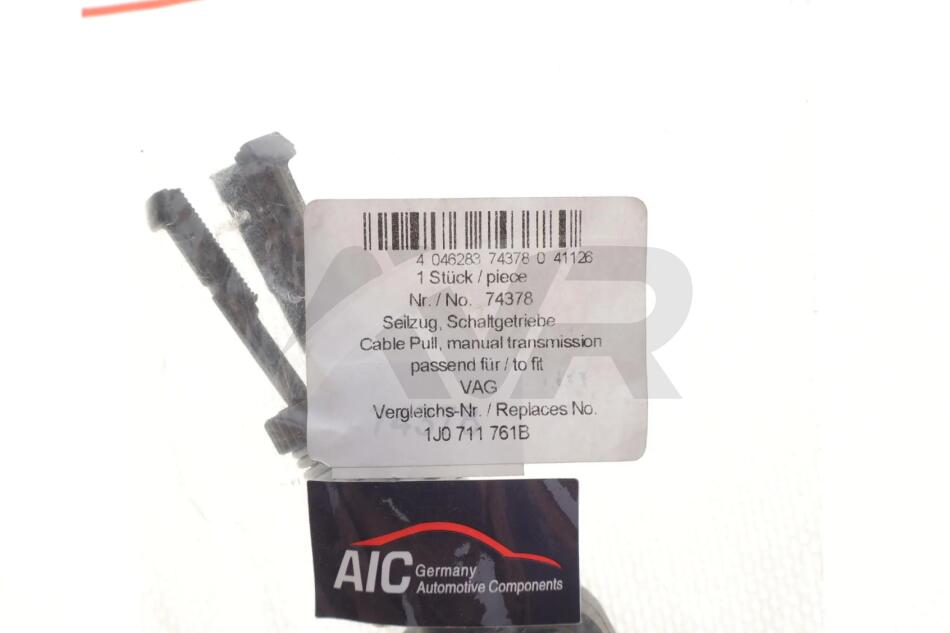 4 046283 74378 0 41126
1 Stück / piece
Nr. / No. 74378
Seilzug, Schaltgetriebe
Cable Pull, manual transmission
passend für / to fit
VAG
Vergleichs-Nr. / Replaces No.
1J0 711 761B
AVR
AIC Germany
Automotive Components